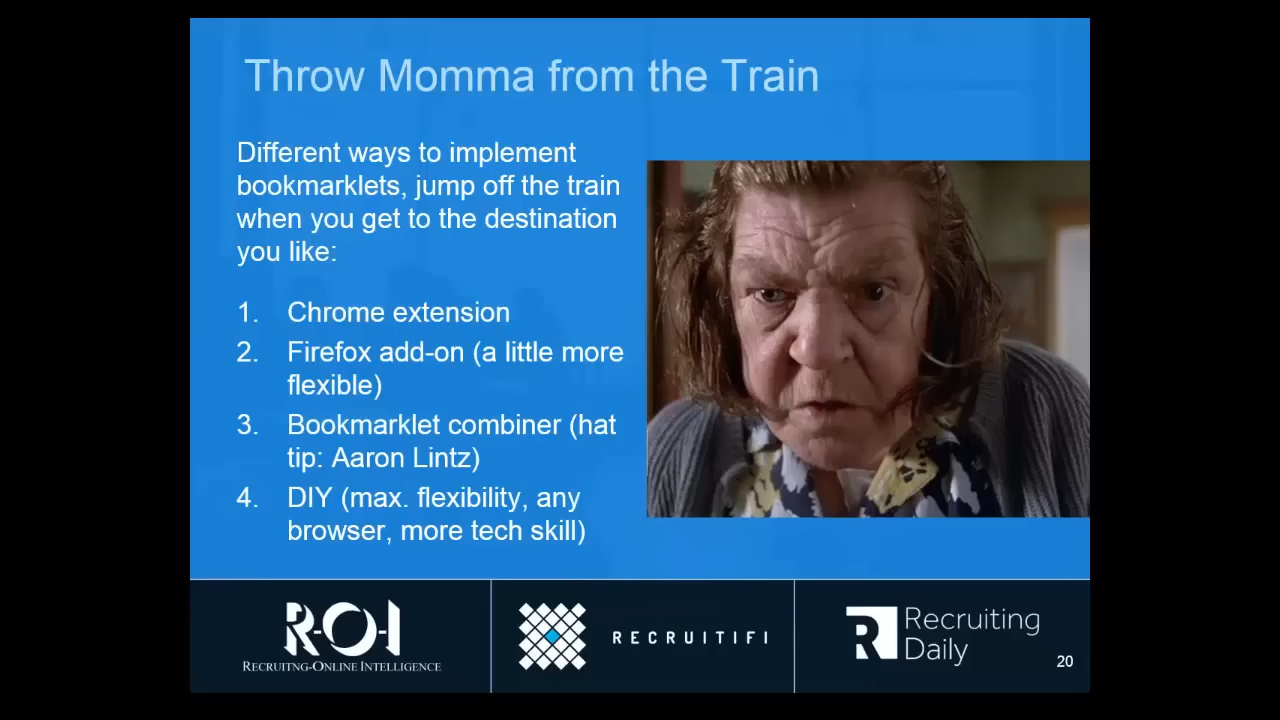 Throw Momma from the Train
Different ways to implement
bookmarklets, jump off the train
when you get to the destination
you like:
1. Chrome extension
2. Firefox add-on (a little more
flexible)
3. Bookmarklet combiner (hat
tip: Aaron Lintz)
4. DIY (max. flexibility, any
browser, more tech skill)
R-O-I
RECRUITNG-ONLINE INTELLIGENCE
RECRUITIFI
R
Recruiting
Daily
20